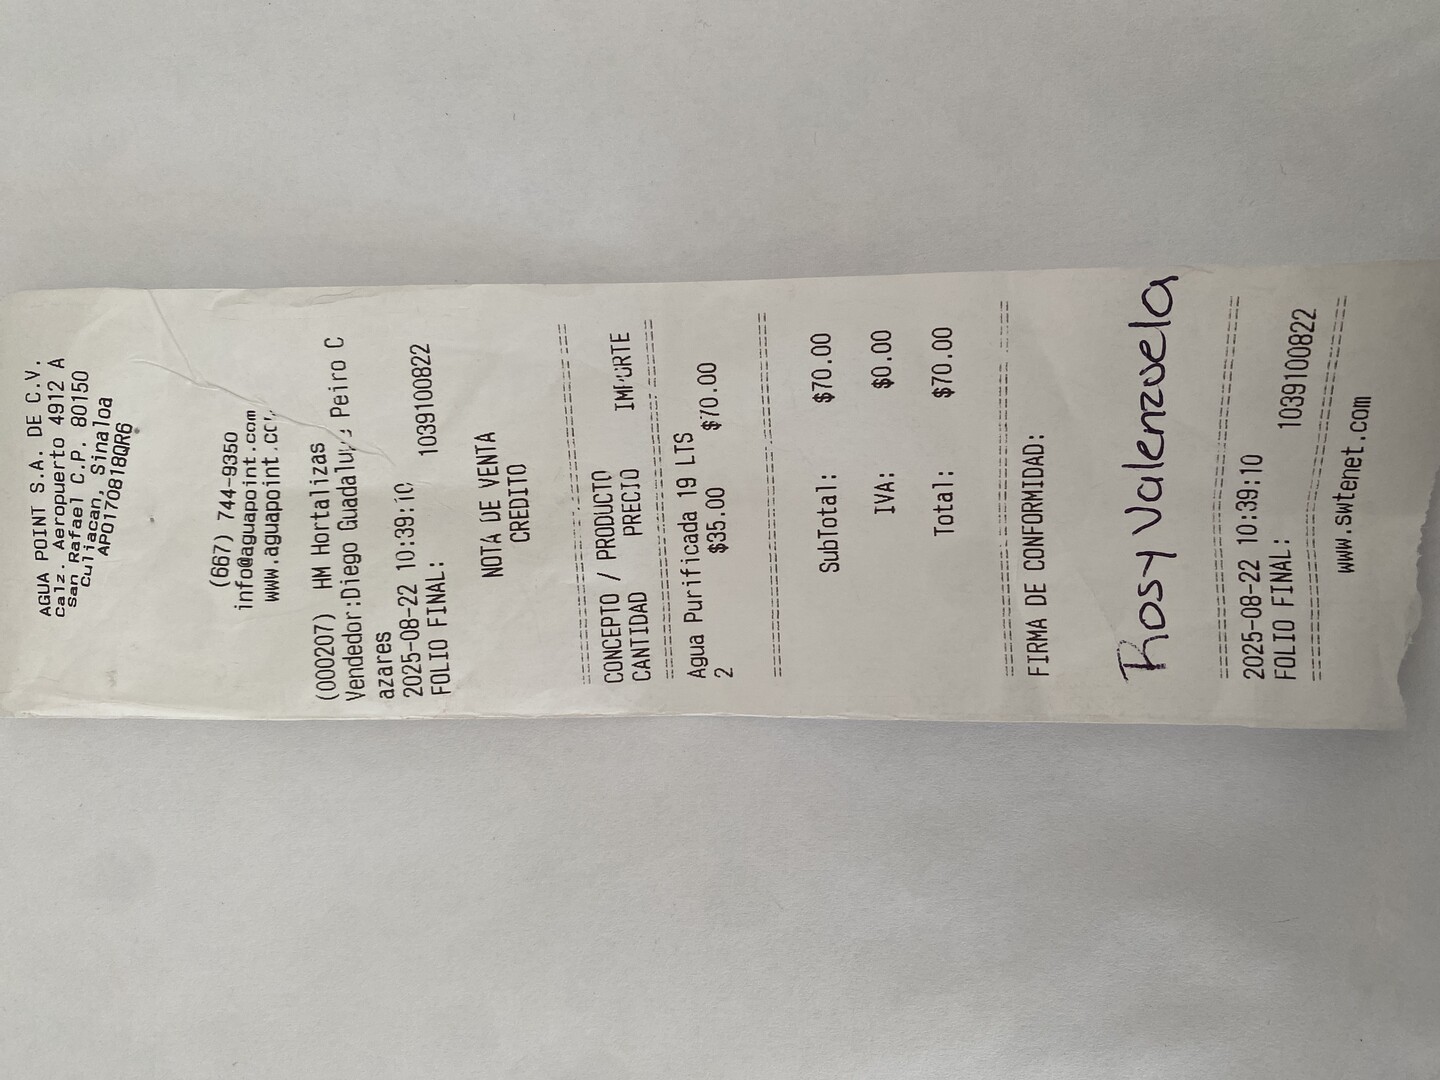 AGUA POINT S.A. DE C.V.
Calz. Aeropuerto 4912 A
San Rafael C.P. 80150
Culiacan, Sinaloa
APO170818QR6
(667) 744-9350
info@aguapoint.com
www.aguapoint.com
(000207) HM Hortalizas
Vendedor:Diego Guadalupe Peiro C
azares
2025-08-22 10:39:10
FOLIO FINAL: 1039100822
NOTA DE VENTA
CREDITO
CONCEPTO / PRODUCTO
CANTIDAD PRECIO IMPORTE
Agua Purificada 19 LTS
2 $35.00 $70.00
SubTotal: $70.00
IVA: $0.00
Total: $70.00
FIRMA DE CONFORMIDAD:
Rosy Valenzuela
2025-08-22 10:39:10
FOLIO FINAL: 1039100822
www.swtenet.com